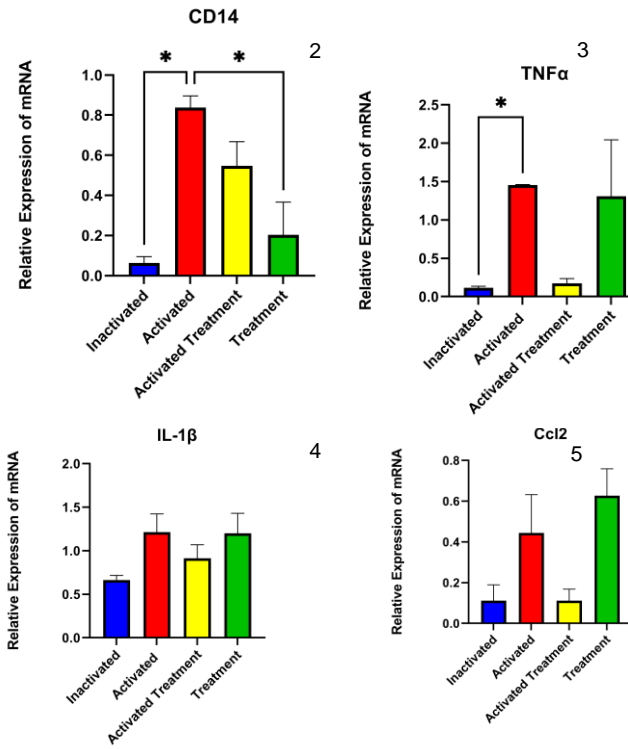 CD14
2
*
*
Relative Expression of mRNA
1.0
0.8
0.6
0.4
0.2
0.0
Inactivated
Activated
Activated Treatment
Treatment
3
TNFα
*
Relative Expression of mRNA
2.5
2.0
1.5
1.0
0.5
0.0
Inactivated
Activated
Activated Treatment
Treatment
IL-1β
4
Relative Expression of mRNA
2.0
1.5
1.0
0.5
0.0
Inactivated
Activated
Activated Treatment
Treatment
Ccl2
5
Relative Expression of mRNA
0.8
0.6
0.4
0.2
0.0
Inactivated
Activated
Activated Treatment
Treatment